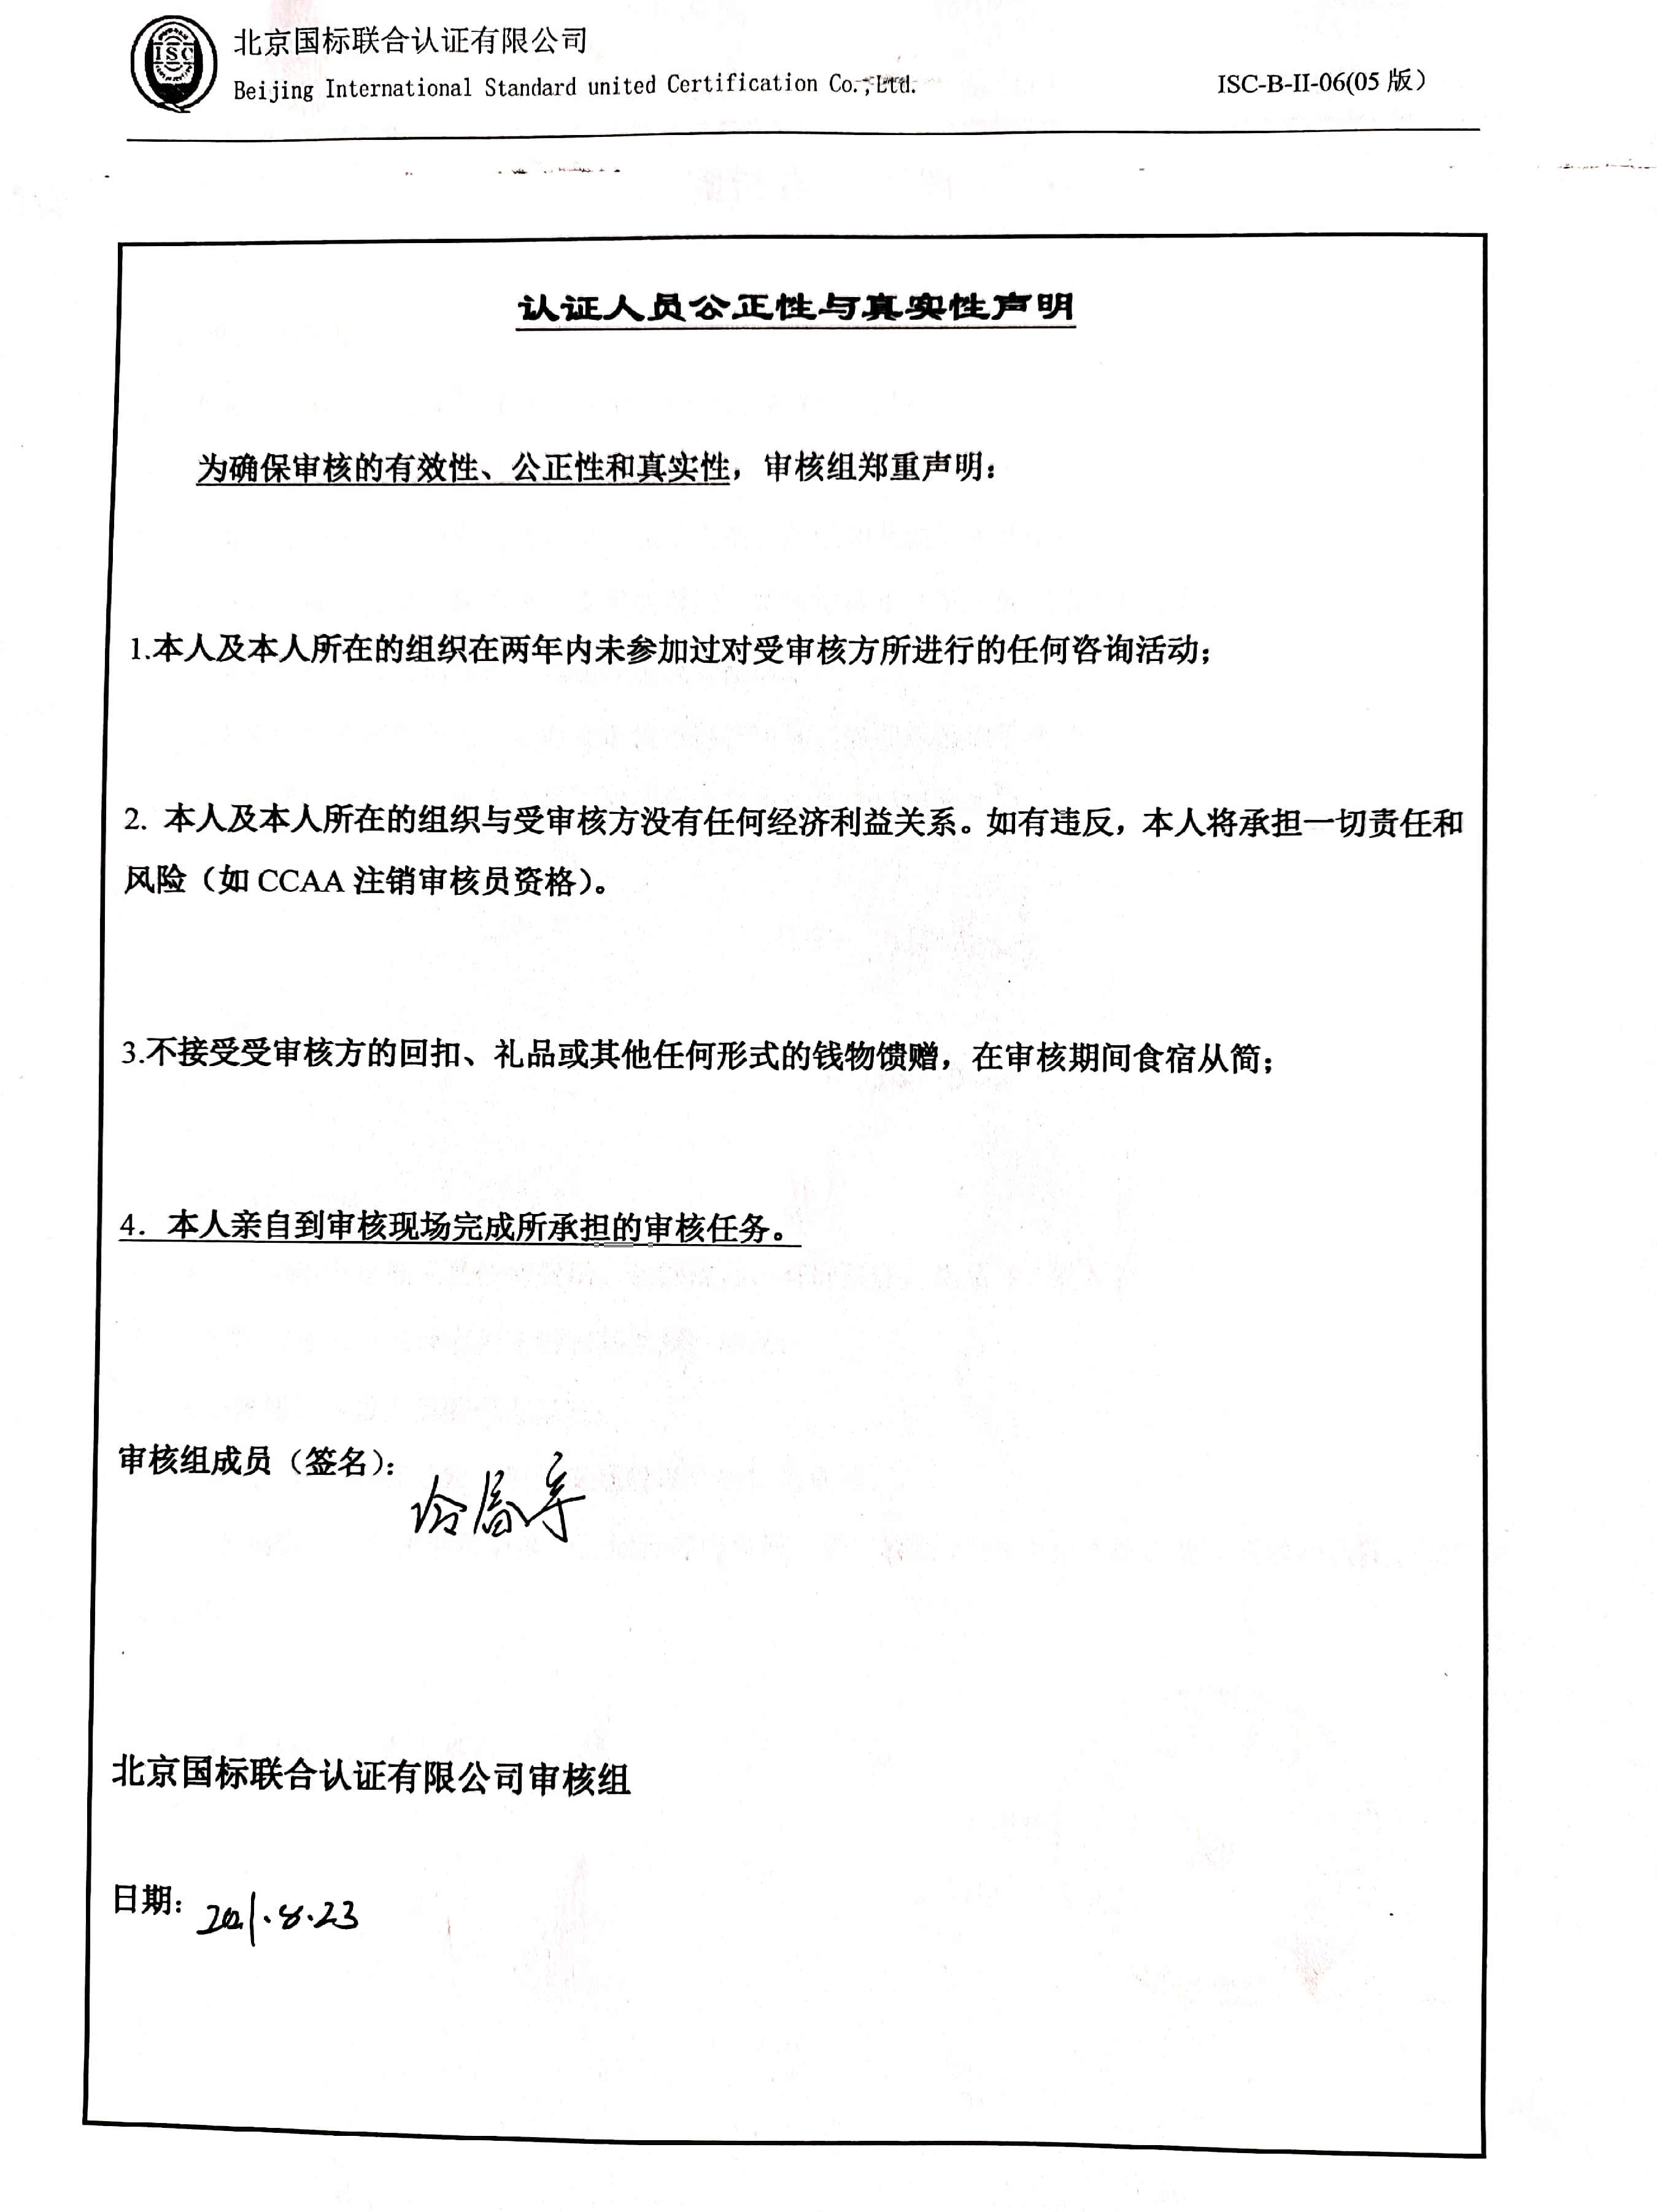 ISC
北京国标联合认证有限公司
Beijing International Standard united Certification Co.,Ltd.
ISC-B-II-06(05 版)
认证人员公正性与真实性声明
为确保审核的有效性、公正性和真实性，审核组郑重声明：
1.本人及本人所在的组织在两年内未参加过对受审核方所进行的任何咨询活动；
2. 本人及本人所在的组织与受审核方没有任何经济利益关系。如有违反，本人将承担一切责任和
风险（如 CCAA 注销审核员资格）。
3.不接受受审核方的回扣、礼品或其他任何形式的钱物馈赠，在审核期间食宿从简；
4. 本人亲自到审核现场完成所承担的审核任务。
审核组成员（签名）：
北京国标联合认证有限公司审核组
日期：2021.8.23